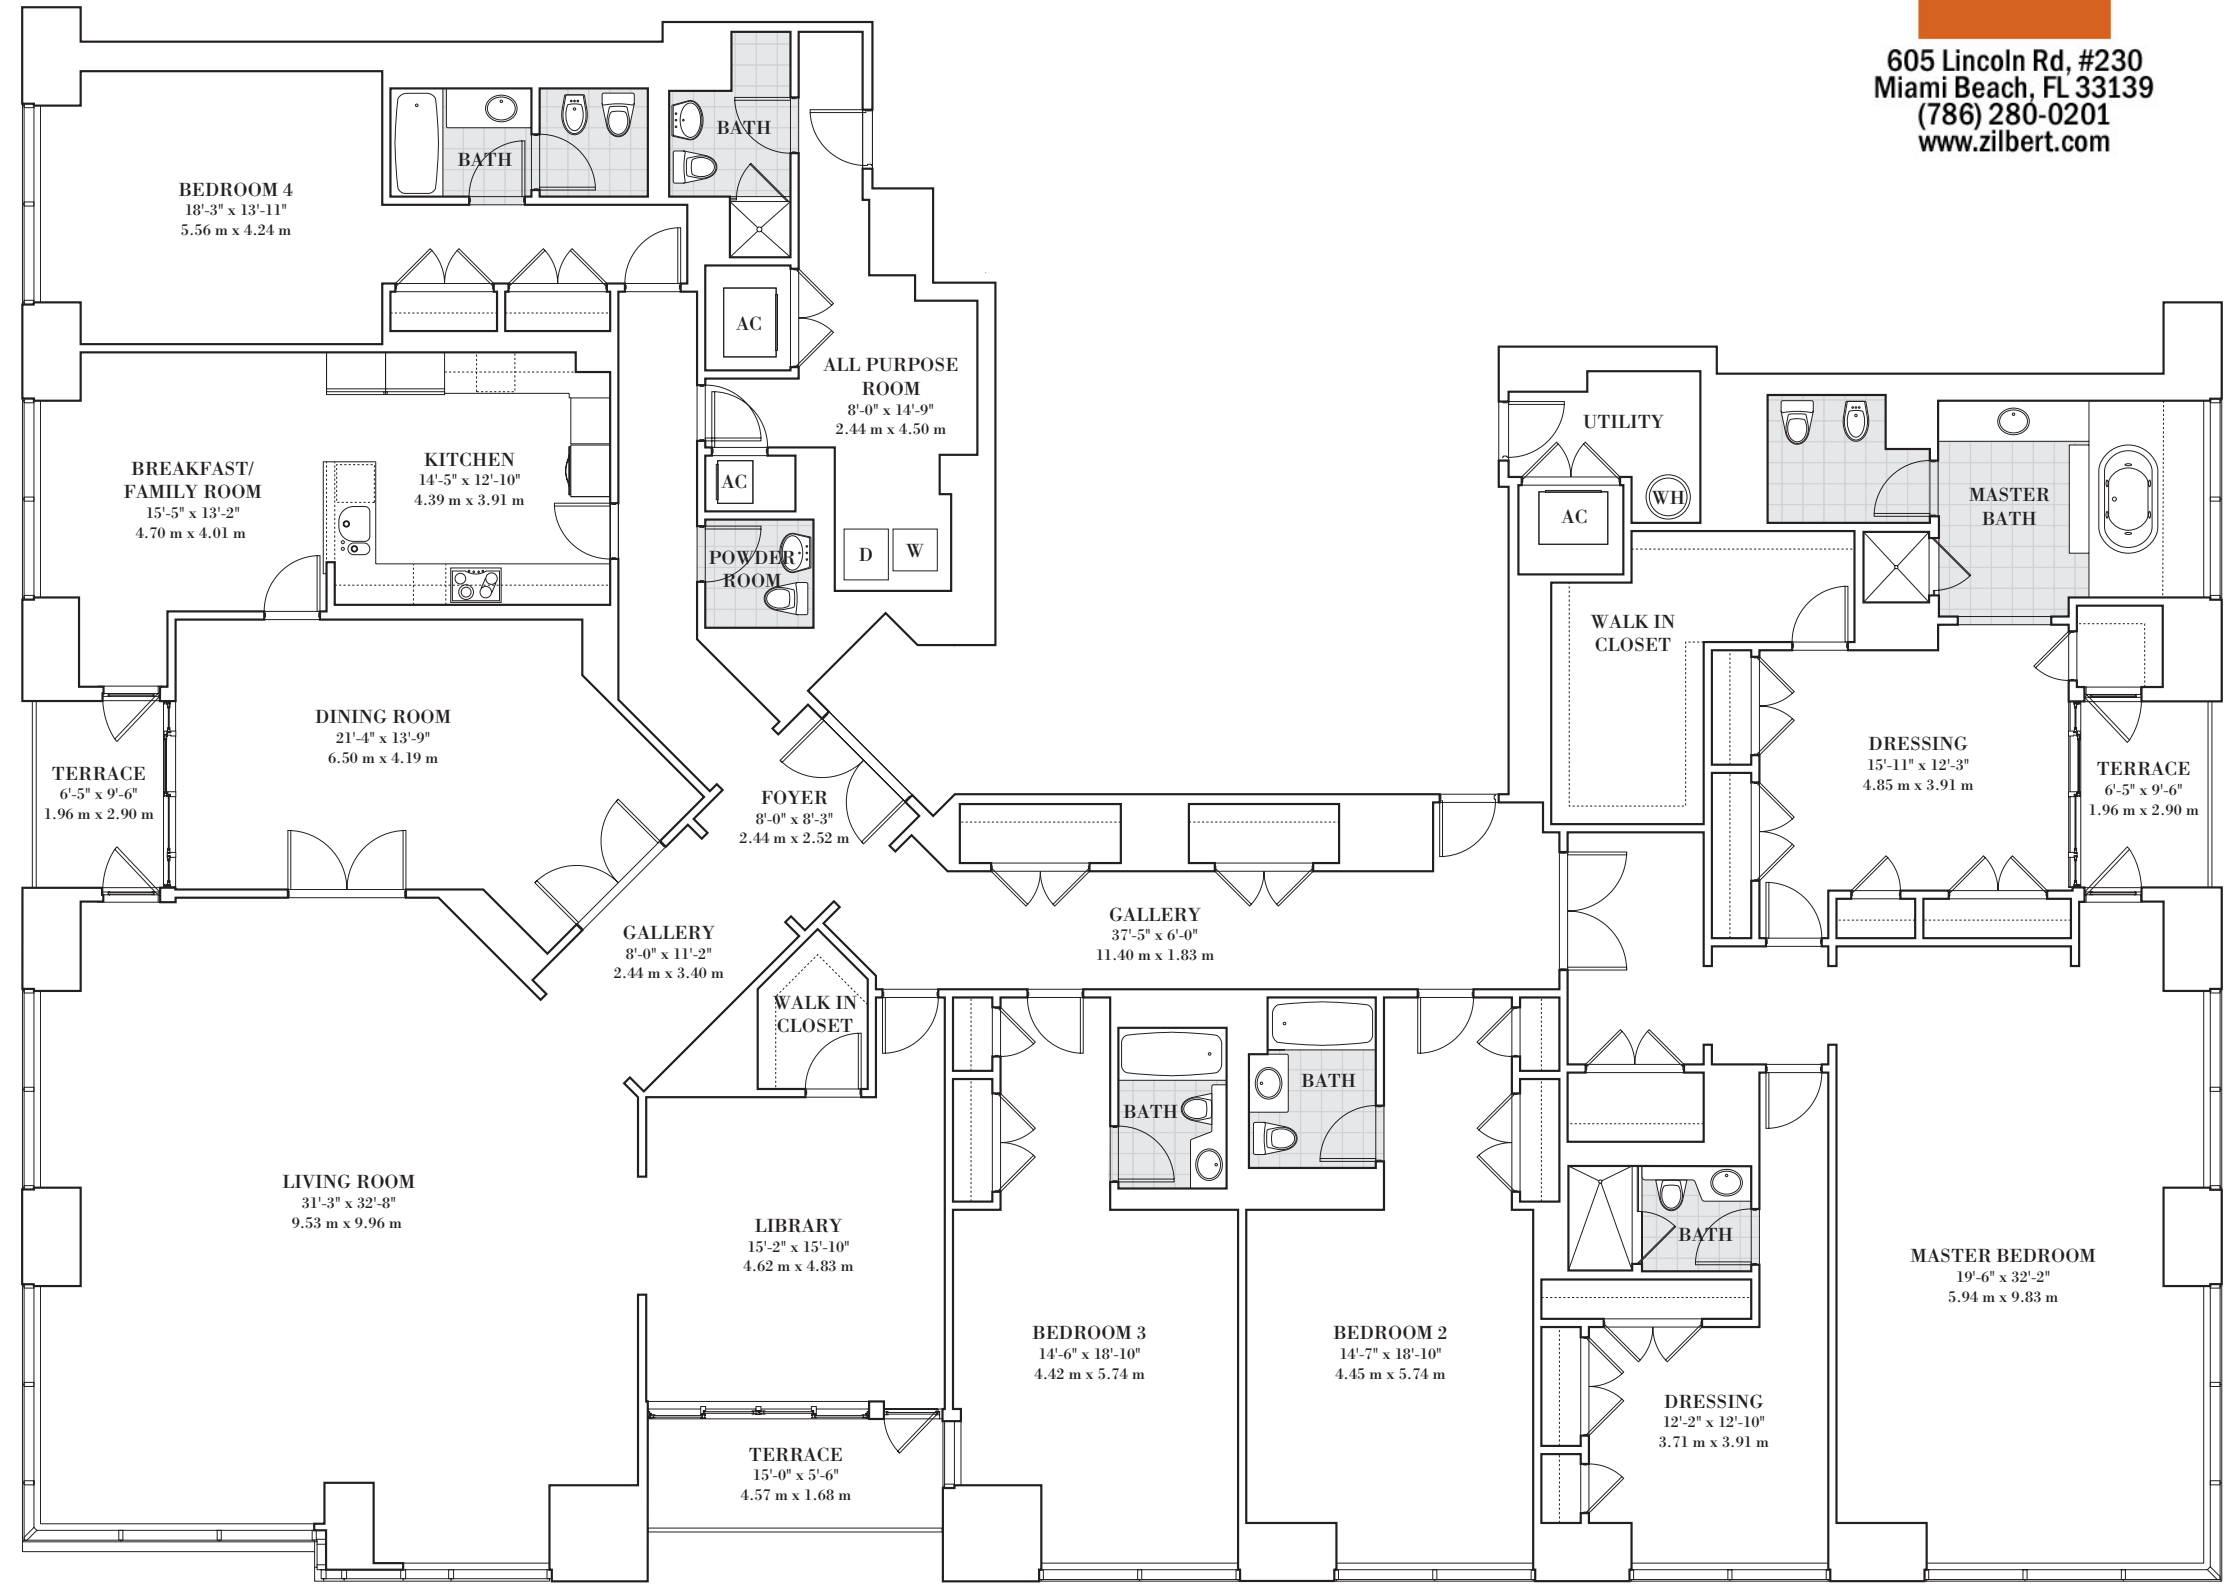 605 Lincoln Rd, #230
Miami Beach, FL 33139
(786) 280-0201
www.zilbert.com
BEDROOM 4
18'-3" x 13'-11"
5.56 m x 4.24 m
BATH
BATH
AC
ALL PURPOSE
ROOM
8'-0" x 14'-9"
2.44 m x 4.50 m
BREAKFAST/
FAMILY ROOM
15'-5" x 13'-2"
4.70 m x 4.01 m
KITCHEN
14'-5" x 12'-10"
4.39 m x 3.91 m
AC
POWDER
ROOM
D
W
UTILITY
WH
AC
MASTER
BATH
WALK IN
CLOSET
DINING ROOM
21'-4" x 13'-9"
6.50 m x 4.19 m
TERRACE
6'-5" x 9'-6"
1.96 m x 2.90 m
FOYER
8'-0" x 8'-3"
2.44 m x 2.52 m
DRESSING
15'-11" x 12'-3"
4.85 m x 3.91 m
TERRACE
6'-5" x 9'-6"
1.96 m x 2.90 m
GALLERY
8'-0" x 11'-2"
2.44 m x 3.40 m
GALLERY
37'-5" x 6'-0"
11.40 m x 1.83 m
WALK IN
CLOSET
BATH
BATH
LIVING ROOM
31'-3" x 32'-8"
9.53 m x 9.96 m
LIBRARY
15'-2" x 15'-10"
4.62 m x 4.83 m
BATH
MASTER BEDROOM
19'-6" x 32'-2"
5.94 m x 9.83 m
BEDROOM 3
14'-6" x 18'-10"
4.42 m x 5.74 m
BEDROOM 2
14'-7" x 18'-10"
4.45 m x 5.74 m
DRESSING
12'-2" x 12'-10"
3.71 m x 3.91 m
TERRACE
15'-0" x 5'-6"
4.57 m x 1.68 m